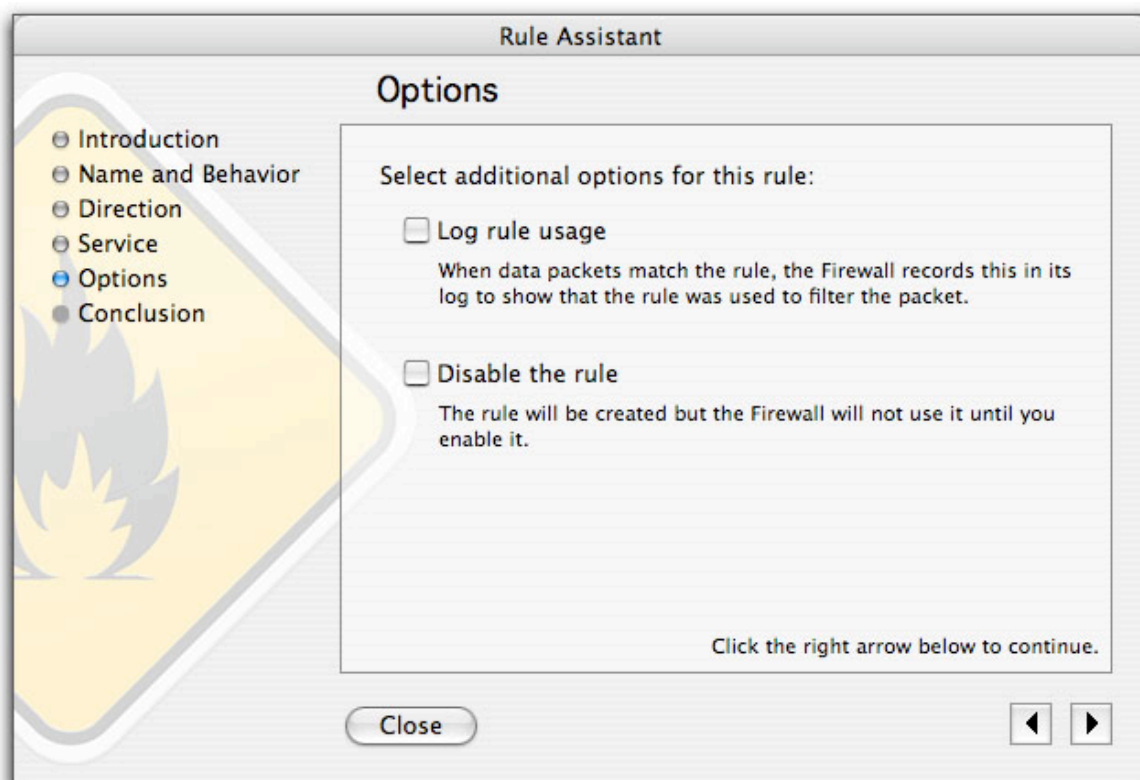 Rule Assistant
Options
Introduction
Name and Behavior
Direction
Service
Options
Conclusion
Select additional options for this rule:
Log rule usage
When data packets match the rule, the Firewall records this in its
log to show that the rule was used to filter the packet.
Disable the rule
The rule will be created but the Firewall will not use it until you
enable it.
Click the right arrow below to continue.
Close